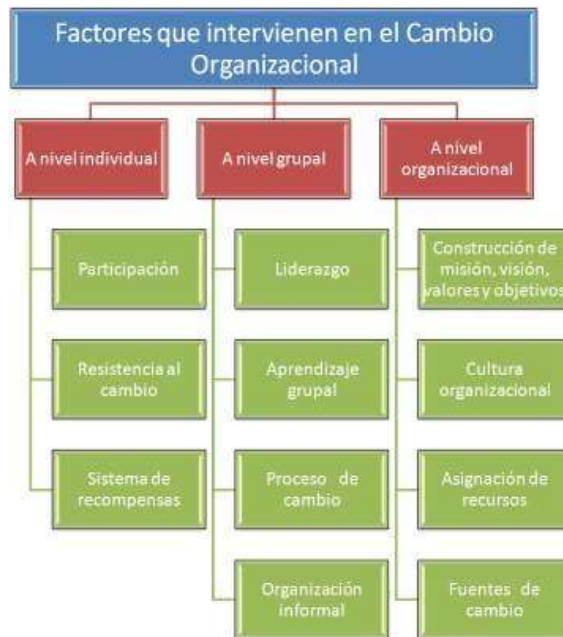 Factores que intervienen en el Cambio
Organizacional
A nivel individual
A nivel grupal
A nivel
organizacional
Participación
Liderazgo
Construcción de
misión, visión,
valores y objetivos
Resistencia al
cambio
Aprendizaje
grupal
Cultura
organizacional
Sistema de
recompensas
Proceso de
cambio
Asignación de
recursos
Organización
informal
Fuentes de
cambio